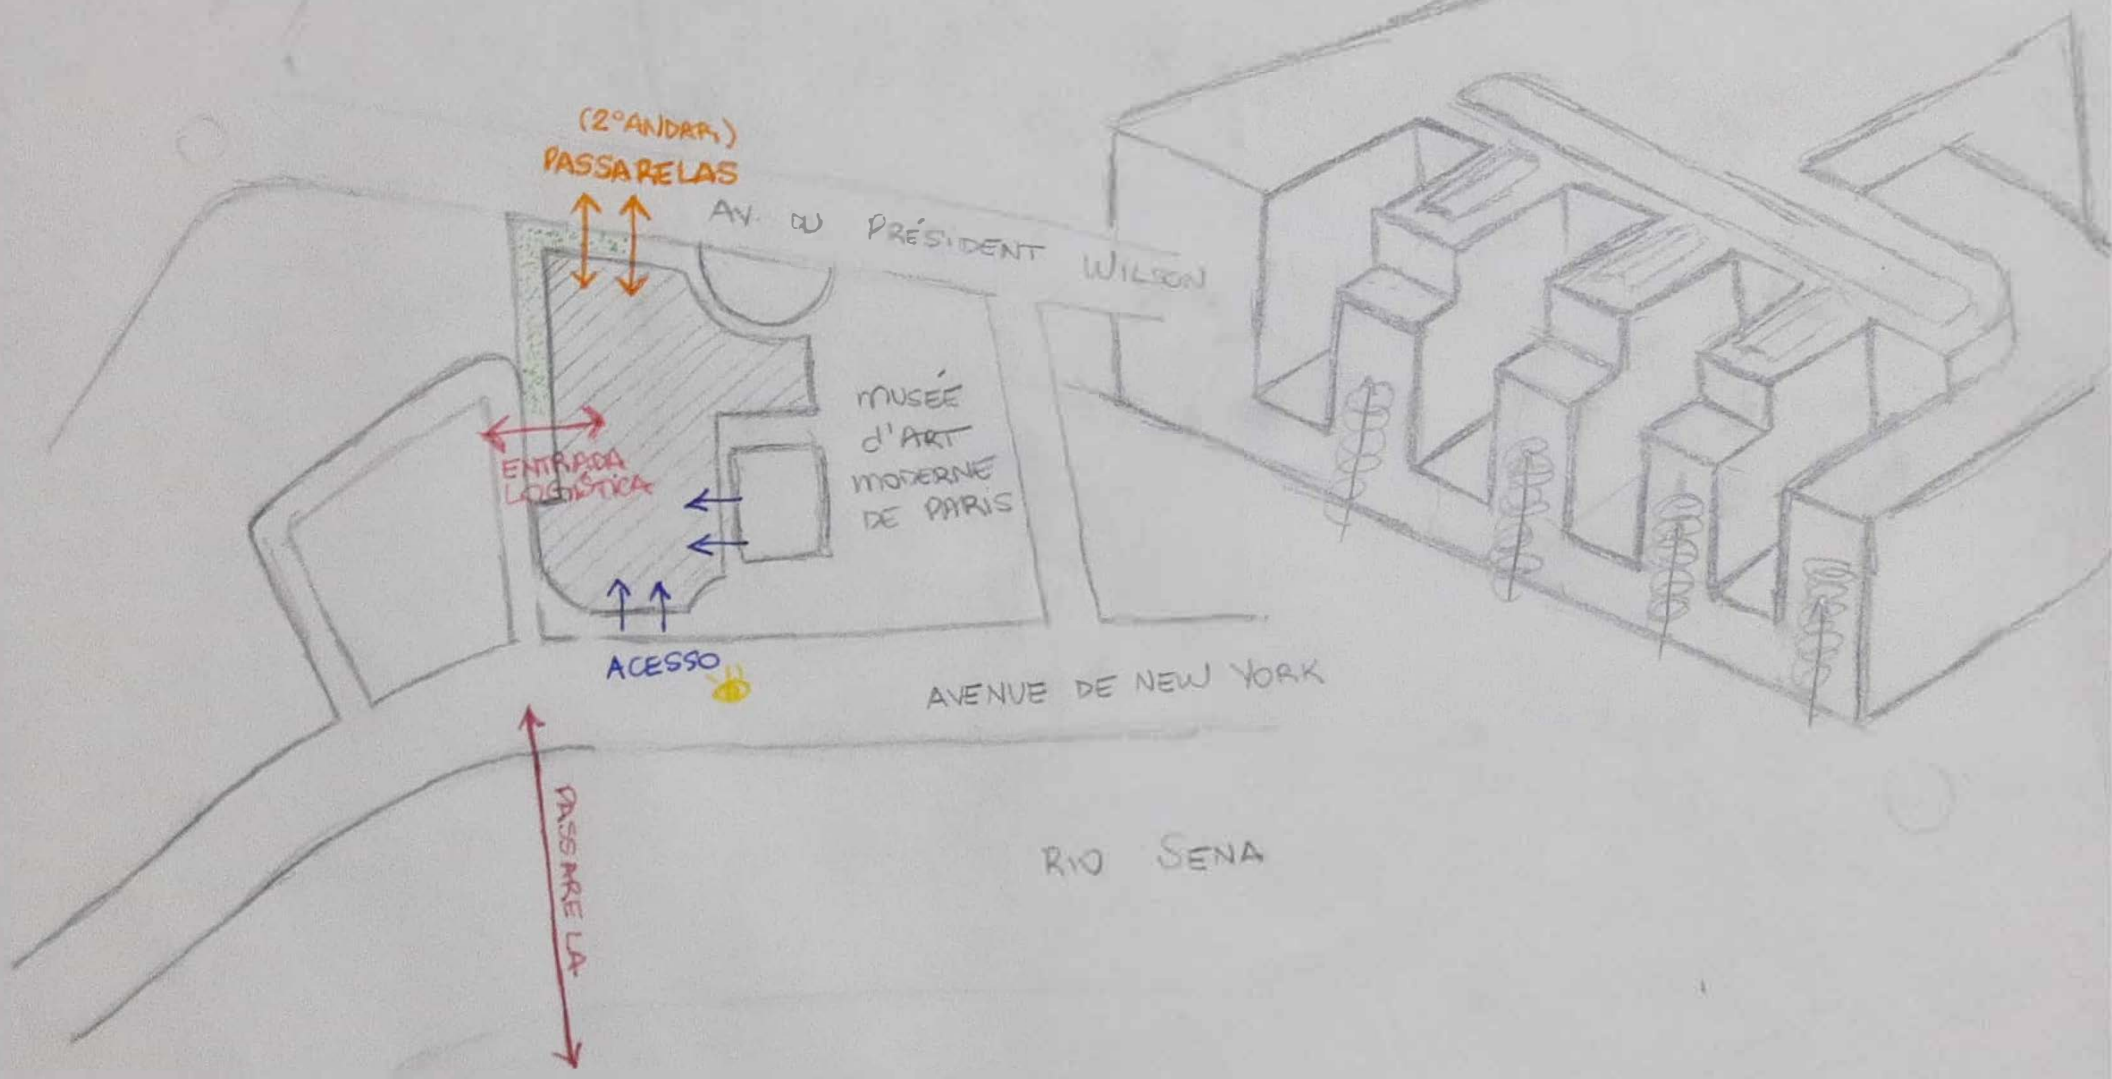 (2º ANDAR)
PASSARELAS
AV. DU PRÉSIDENT WILSON
MUSÉE
d'ART
MODERNE
DE PARIS
ENTRADA
LOGÍSTICA
ACESSO
AVENUE DE NEW YORK
PASSARELA
RIO SENA